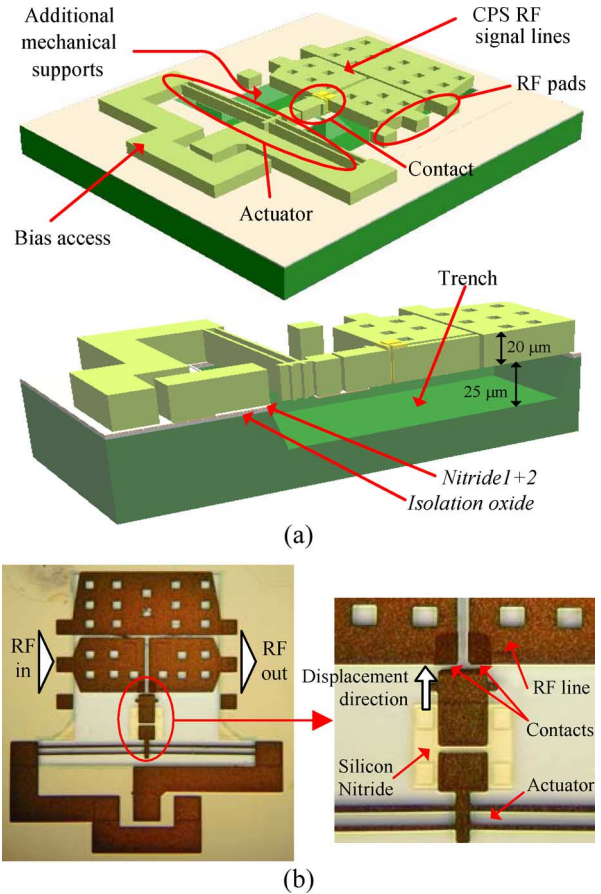 Additional
mechanical
supports
CPS RF
signal lines
RF pads
Contact
Actuator
Bias access
Trench
20 μm
25 μm
Nitride1+2
Isolation oxide
(a)
RF
in
RF
out
Displacement
direction
RF line
Contacts
Silicon
Nitride
Actuator
(b)